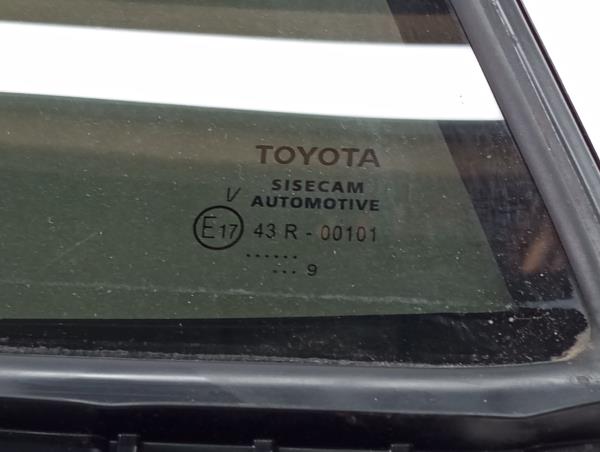 TOYOTA
SISECAM
V AUTOMOTIVE
E17 43 R - 00101
......
... 9